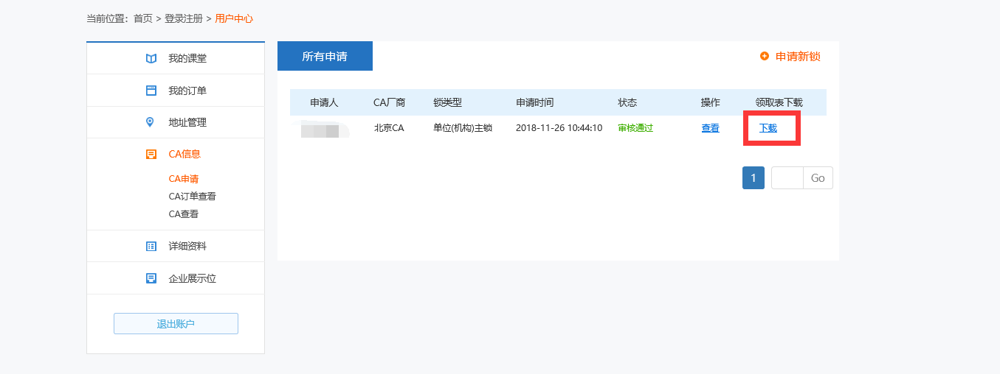 当前位置：首页 > 登录注册 > 用户中心
我的课堂
我的订单
地址管理
CA信息
CA申请
CA订单查看
CA查看
详细资料
企业展示位
退出账户
所有申请
申请新锁
申请人 CA厂商 锁类型 申请时间 状态 操作 领取表下载
北京CA 单位(机构)主锁 2018-11-26 10:44:10 审核通过 查看 下载
1 Go